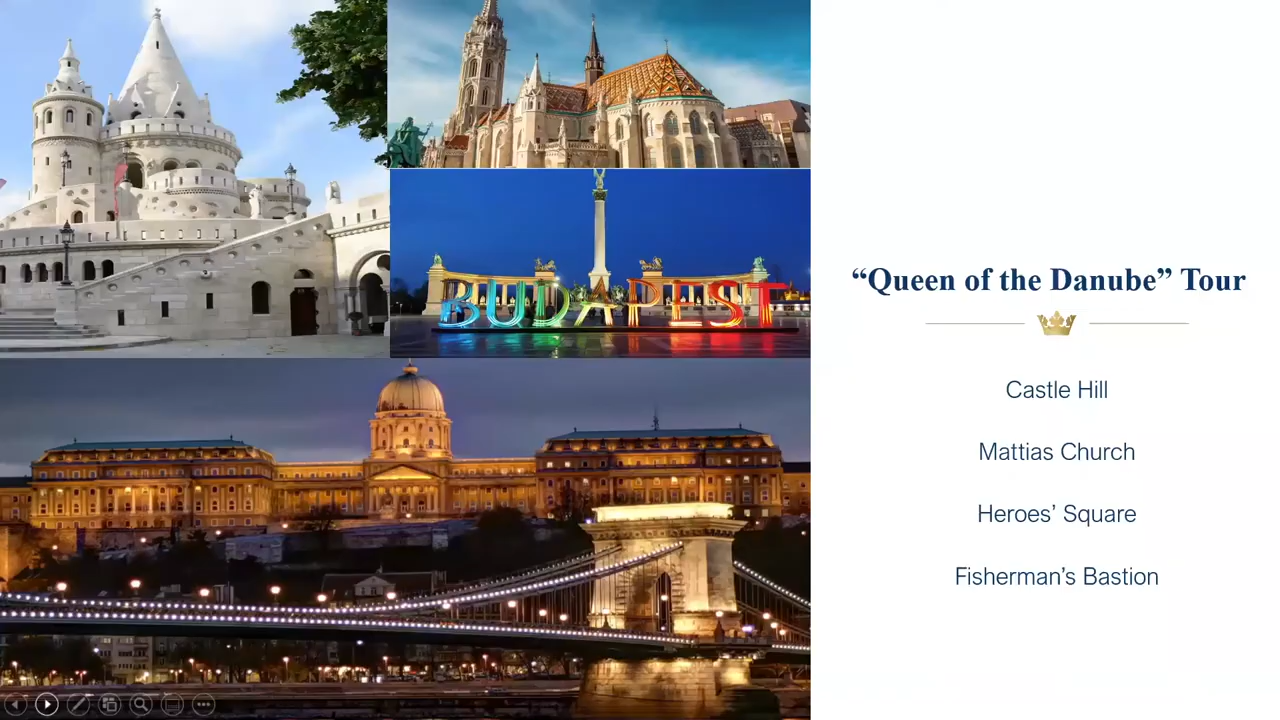 BUDAPEST
“Queen of the Danube” Tour
Castle Hill
Mattias Church
Heroes’ Square
Fisherman’s Bastion